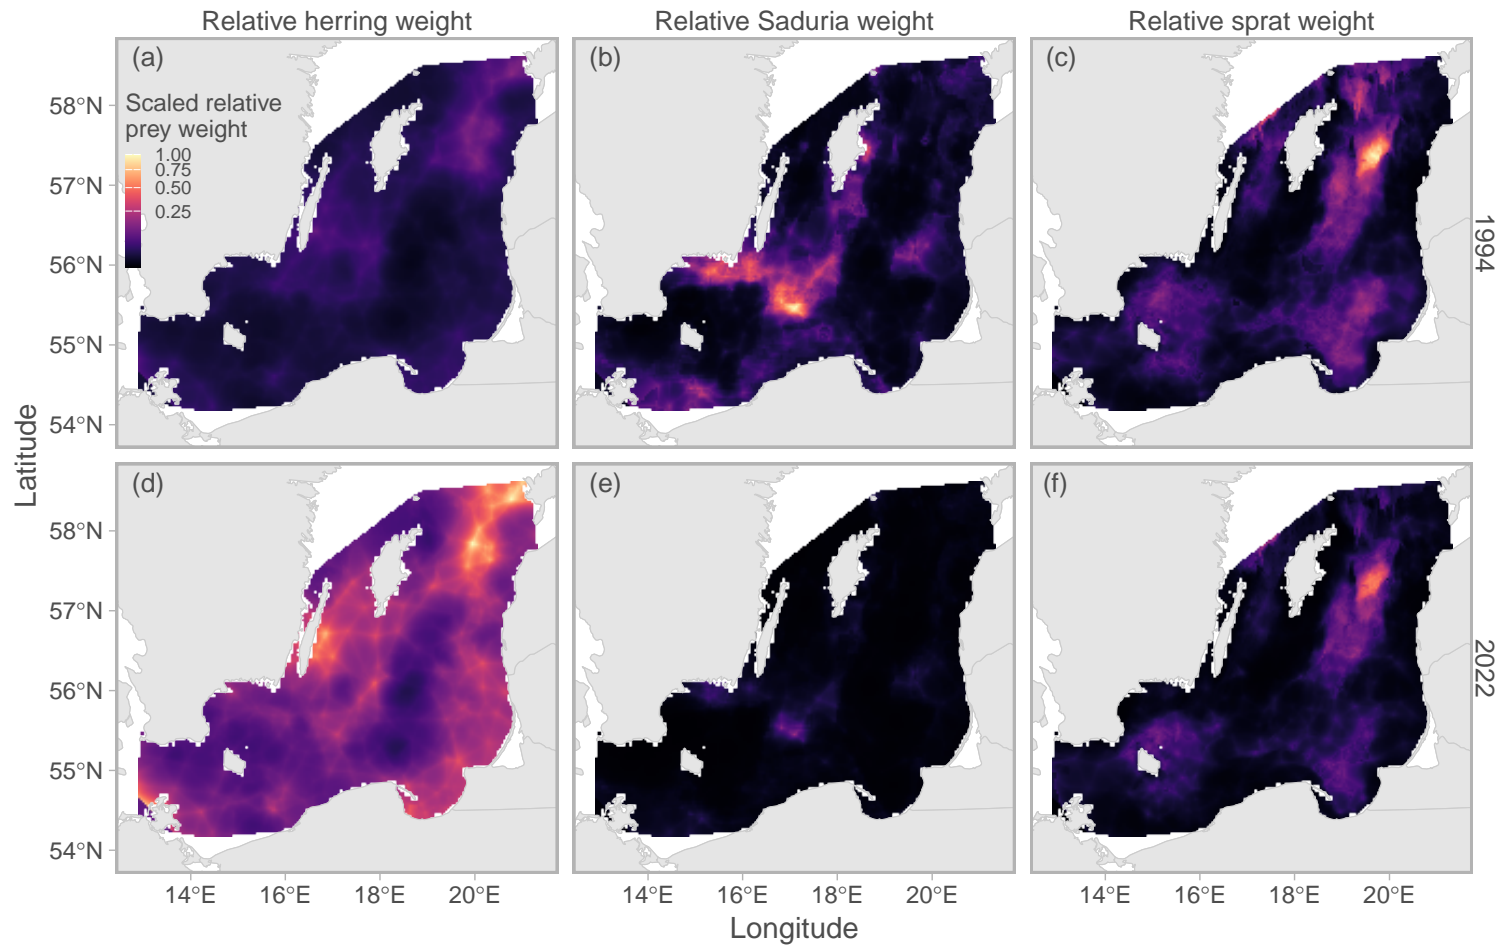 Relative herring weight
Relative Saduria weight
Relative sprat weight
(a)
(b)
(c)
Scaled relative
prey weight
1.00
0.75
0.50
0.25
58°N
57°N
56°N
55°N
54°N
1994
(d)
(e)
(f)
58°N
57°N
56°N
55°N
54°N
2022
Latitude
14°E
16°E
18°E
20°E
14°E
16°E
18°E
20°E
14°E
16°E
18°E
20°E
Longitude